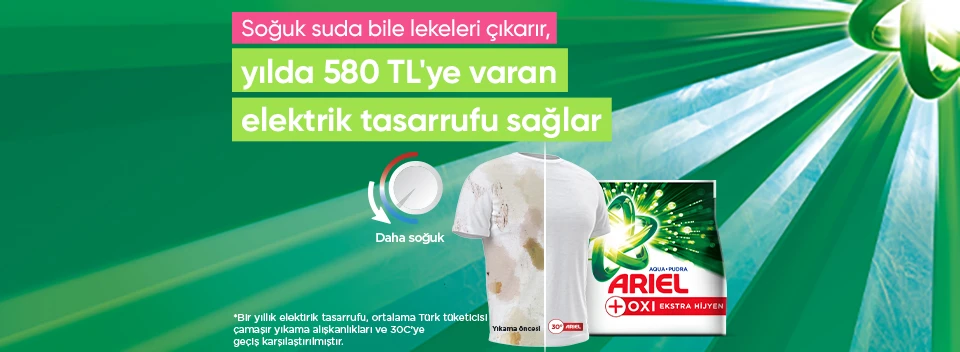 Soğuk suda bile lekeleri çıkarır,
yılda 580 TL'ye varan
elektrik tasarrufu sağlar
Daha soğuk
AQUA+PUDRA
ARIEL
+OXI EKSTRA HİJYEN
Yıkama öncesi
30° ARIEL
*Bir yıllık elektirik tasarrufu, ortalama Türk tüketicisi
çamaşır yıkama alışkanlıkları ve 30C'ye
geçiş karşılaştırılmıştır.